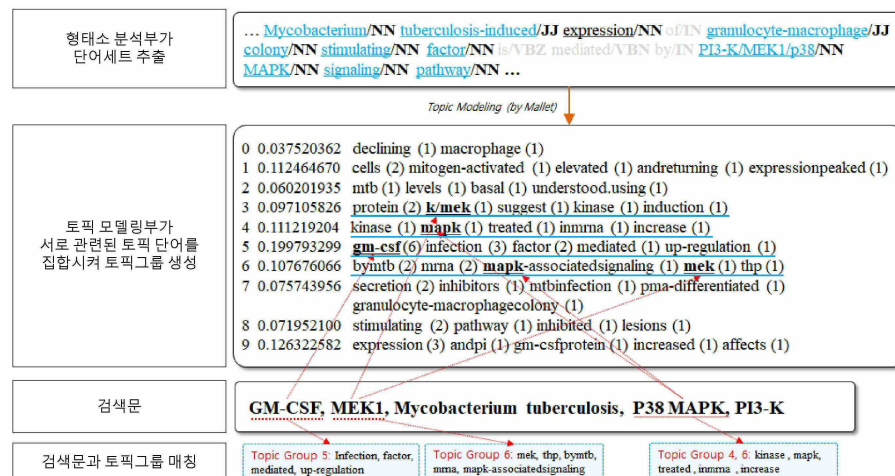 형태소 분석부가
단어세트 추출
… Mycobacterium/NN tuberculosis-induced/JJ expression/NN of/IN granulocyte-macrophage/JJ
colony/NN stimulating/NN factor/NN is/VBZ mediated/VBN by/IN PI3-K/MEK1/p38/NN
MAPK/NN signaling/NN pathway/NN …
Topic Modeling (by Mallet)
토픽 모델링부가
서로 관련된 토픽 단어를
집합시켜 토픽그룹 생성
0 0.037520362 declining (1) macrophage (1)
1 0.112464670 cells (2) mitogen-activated (1) elevated (1) andreturning (1) expressionpeaked (1)
2 0.060201935 mtb (1) levels (1) basal (1) understood.using (1)
3 0.097105826 protein (2) k/mek (1) suggest (1) kinase (1) induction (1)
4 0.111219204 kinase (1) mapk (1) treated (1) inmrna (1) increase (1)
5 0.199793299 gm-csf (6) infection (3) factor (2) mediated (1) up-regulation (1)
6 0.107676066 bymtb (2) mrna (2) mapk-associatedsignaling (1) mek (1) thp (1)
7 0.075743956 secretion (2) inhibitors (1) mtbinfection (1) pma-differentiated (1)
granulocyte-macrophagecolony (1)
8 0.071952100 stimulating (2) pathway (1) inhibited (1) lesions (1)
9 0.126322582 expression (3) andpi (1) gm-csfprotein (1) increased (1) affects (1)
검색문
GM-CSF, MEK1, Mycobacterium tuberculosis, P38 MAPK, PI3-K
검색문과 토픽그룹 매칭
Topic Group 5: Infection, factor,
mediated, up-regulation
Topic Group 6: mek, thp, bymtb,
mrna, mapk-associatedsignaling
Topic Group 4, 6: kinase , mapk,
treated , inmrna , increase